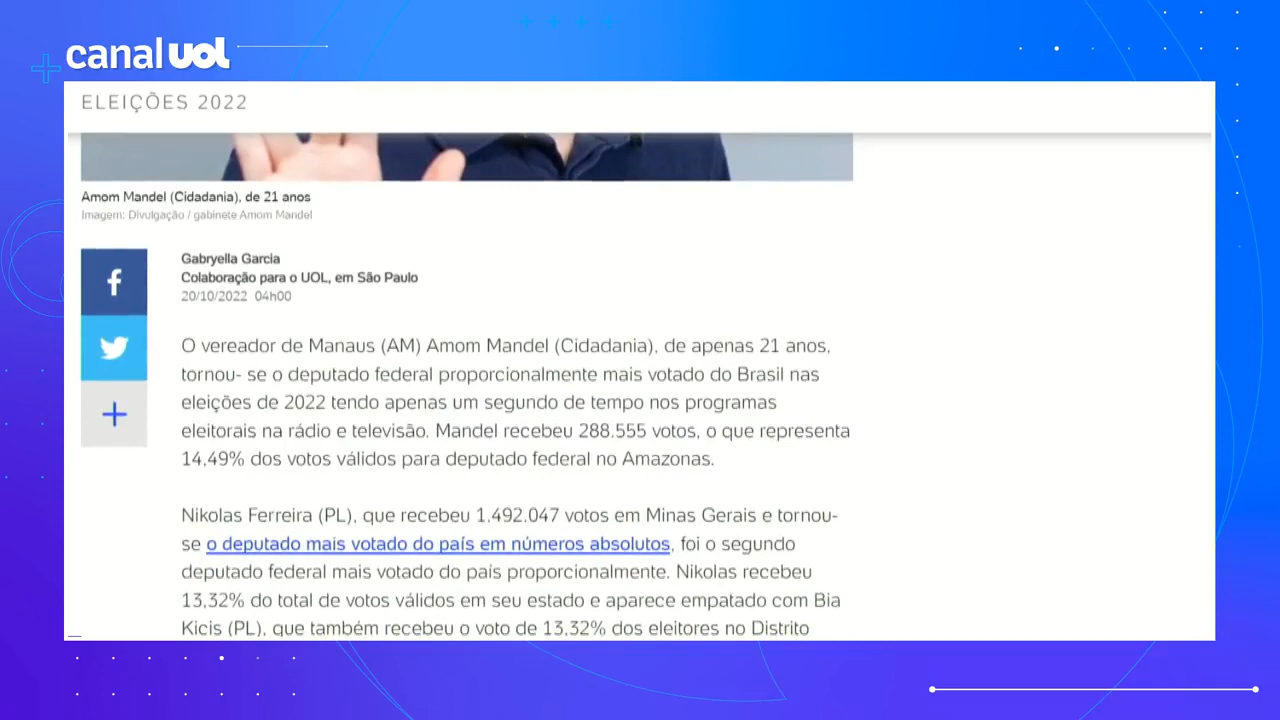 canal uol
ELEIÇÕES 2022
Amom Mandel (Cidadania), de 21 anos
Imagem: Divulgação / gabinete Amom Mandel
Gabryella Garcia
Colaboração para o UOL, em São Paulo
20/10/2022 04h00
O vereador de Manaus (AM) Amom Mandel (Cidadania), de apenas 21 anos,
tornou- se o deputado federal proporcionalmente mais votado do Brasil nas
eleições de 2022 tendo apenas um segundo de tempo nos programas
eleitorais na rádio e televisão. Mandel recebeu 288.555 votos, o que representa
14,49% dos votos válidos para deputado federal no Amazonas.
Nikolas Ferreira (PL), que recebeu 1.492.047 votos em Minas Gerais e tornou-
se o deputado mais votado do país em números absolutos, foi o segundo
deputado federal mais votado do país proporcionalmente. Nikolas recebeu
13,32% do total de votos válidos em seu estado e aparece empatado com Bia
Kicis (PL), que também recebeu o voto de 13,32% dos eleitores no Distrito